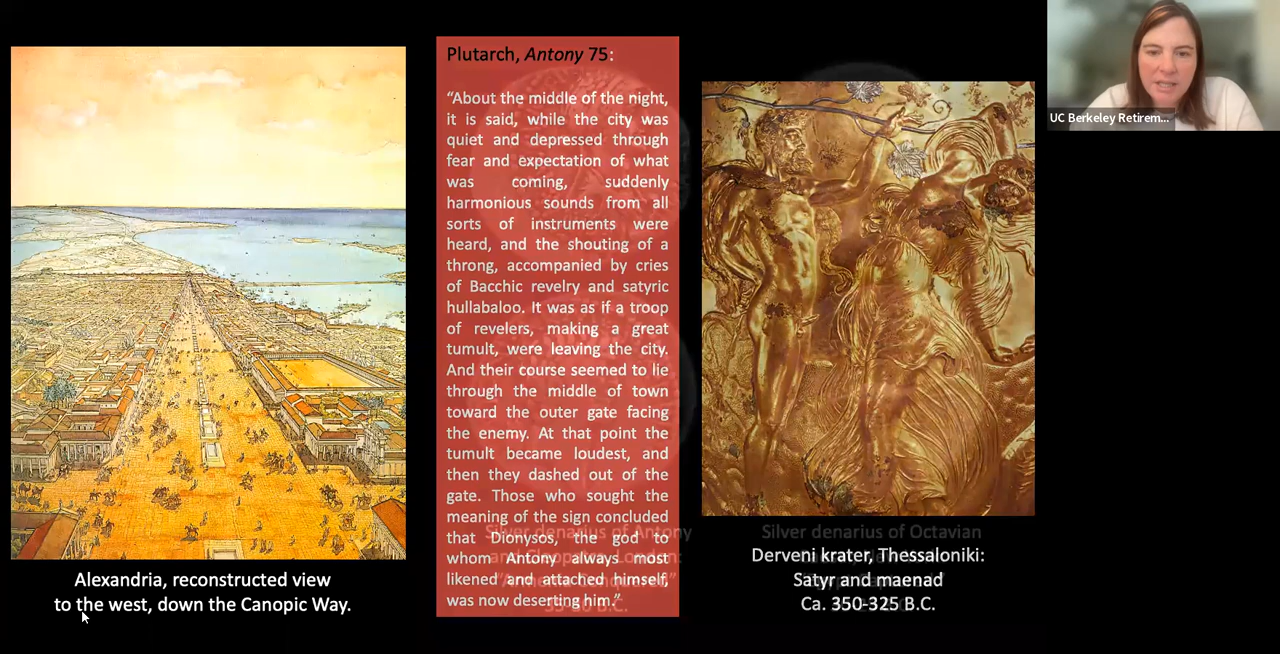 Plutarch, Antony 75:
“About the middle of the night,
it is said, while the city was
quiet and depressed through
fear and expectation of what
was coming, suddenly
harmonious sounds from all
sorts of instruments were
heard, and the shouting of a
throng, accompanied by cries
of Bacchic revelry and satyric
hullabaloo. It was as if a troop
of revelers, making a great
tumult, were leaving the city.
And their course seemed to lie
through the middle of town
toward the outer gate facing
the enemy. At that point the
tumult became loudest, and
then they dashed out of the
gate. Those who sought the
meaning of the sign concluded
that Dionysos, the god to
whom Antony always most
likened and attached himself,
was now deserting him.”
Alexandria, reconstructed view
to the west, down the Canopic Way.
Silver denarius of Antony
and Cleopatra, London:
B.C.
Silver denarius of Octavian
Derveni krater, Thessaloniki:
Satyr and maenad
Ca. 350-325 B.C.
UC Berkeley Retirem...